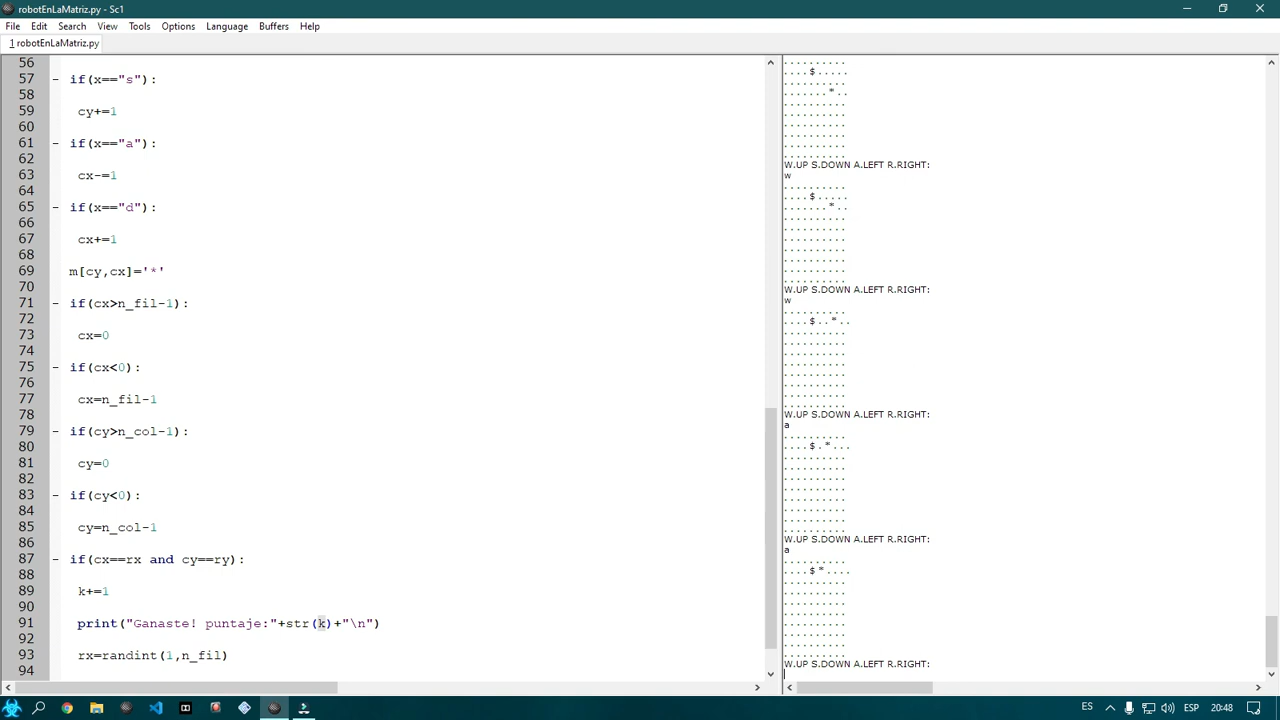 robotEnLaMatriz.py - Sc1
File Edit Search View Tools Options Language Buffers Help
1 robotEnLaMatriz.py
56
57 - if(x=="s"):
58
59 cy+=1
60
61 - if(x=="a"):
62
63 cx-=1
64
65 - if(x=="d"):
66
67 cx+=1
68
69 m[cy,cx]='*'
70
71 - if(cx>n_fil-1):
72
73 cx=0
74
75 - if(cx<0):
76
77 cx=n_fil-1
78
79 - if(cy>n_col-1):
80
81 cy=0
82
83 - if(cy<0):
84
85 cy=n_col-1
86
87 - if(cx==rx and cy==ry):
88
89 k+=1
90
91 print("Ganaste! puntaje:"+str(k)+"\n")
92
93 rx=randint(1,n_fil)
94
..........
....$.....
.......*..
..........
..........
..........
..........
..........
..........
W.UP S.DOWN A.LEFT R.RIGHT:
w
..........
....$.....
.......*..
..........
..........
..........
..........
..........
..........
W.UP S.DOWN A.LEFT R.RIGHT:
w
..........
....$..*..
..........
..........
..........
..........
..........
..........
..........
W.UP S.DOWN A.LEFT R.RIGHT:
a
..........
....$.*...
..........
..........
..........
..........
..........
..........
..........
W.UP S.DOWN A.LEFT R.RIGHT:
a
..........
....$*....
..........
..........
..........
..........
..........
..........
..........
W.UP S.DOWN A.LEFT R.RIGHT:
ES ESP 20:48